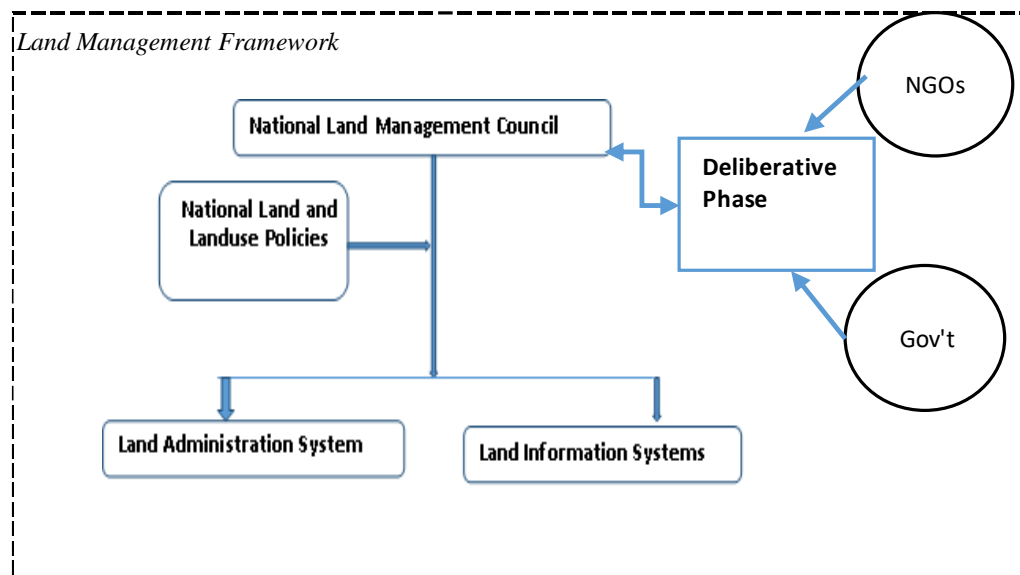 Land Management Framework
NGOs
National Land Management Council
Deliberative
Phase
National Land and
Landuse Policies
Gov't
Land Administration System
Land Information Systems